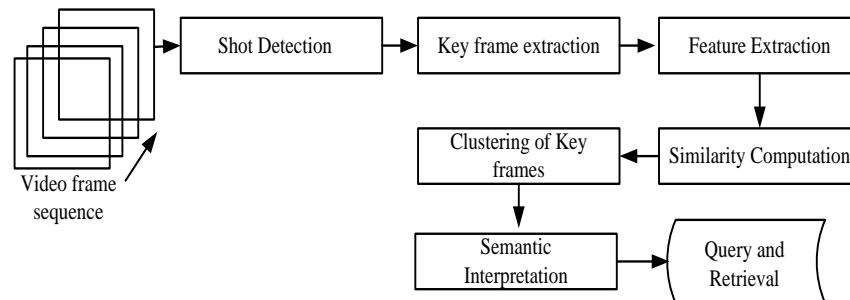 Shot Detection
Key frame extraction
Feature Extraction
Video frame
sequence
Clustering of Key
frames
Similarity Computation
Semantic
Interpretation
Query and
Retrieval